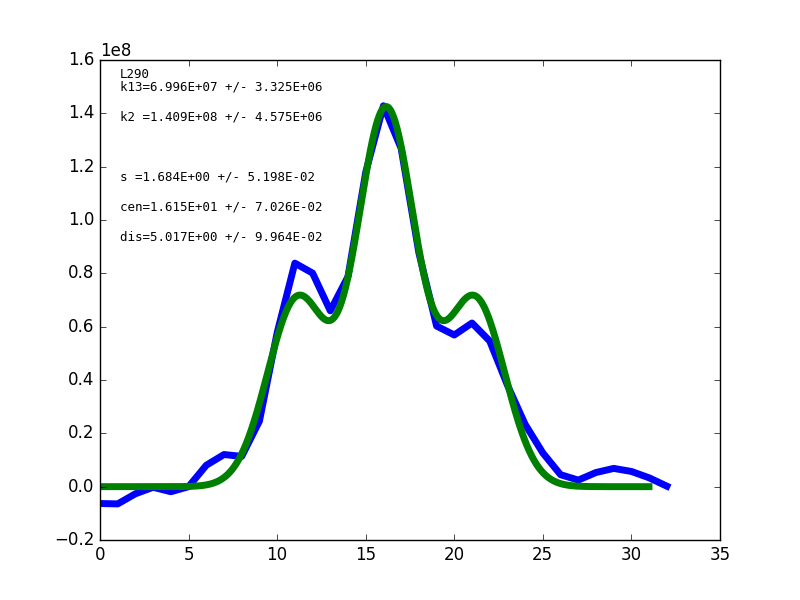 1e8
1.6
1.4
1.2
1.0
0.8
0.6
0.4
0.2
0.0
−0.2
L290
k13=6.996E+07 +/- 3.325E+06
k2 =1.409E+08 +/- 4.575E+06
s =1.684E+00 +/- 5.198E-02
cen=1.615E+01 +/- 7.026E-02
dis=5.017E+00 +/- 9.964E-02
0 5 10 15 20 25 30 35